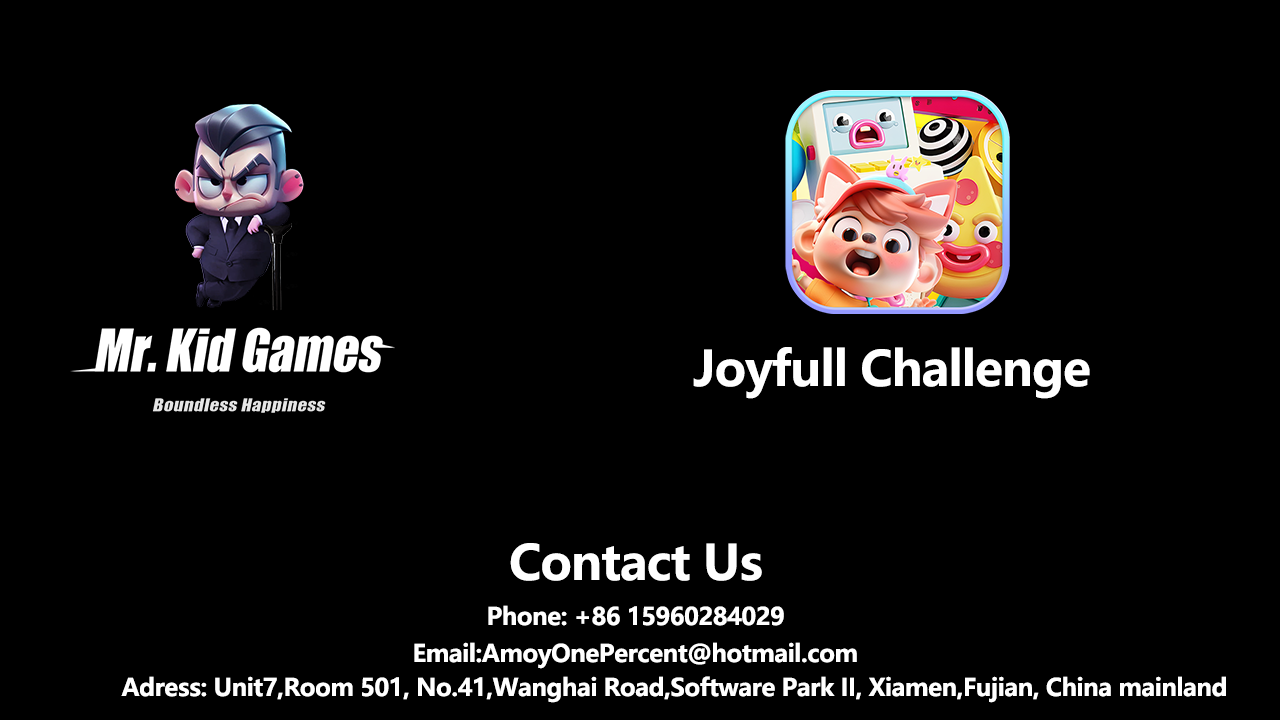 Mr. Kid Games
Boundless Happiness
Joyfull Challenge
Contact Us
Phone: +86 15960284029
Email:AmoyOnePercent@hotmail.com
Adress: Unit7,Room 501, No.41,Wanghai Road,Software Park II, Xiamen,Fujian, China mainland